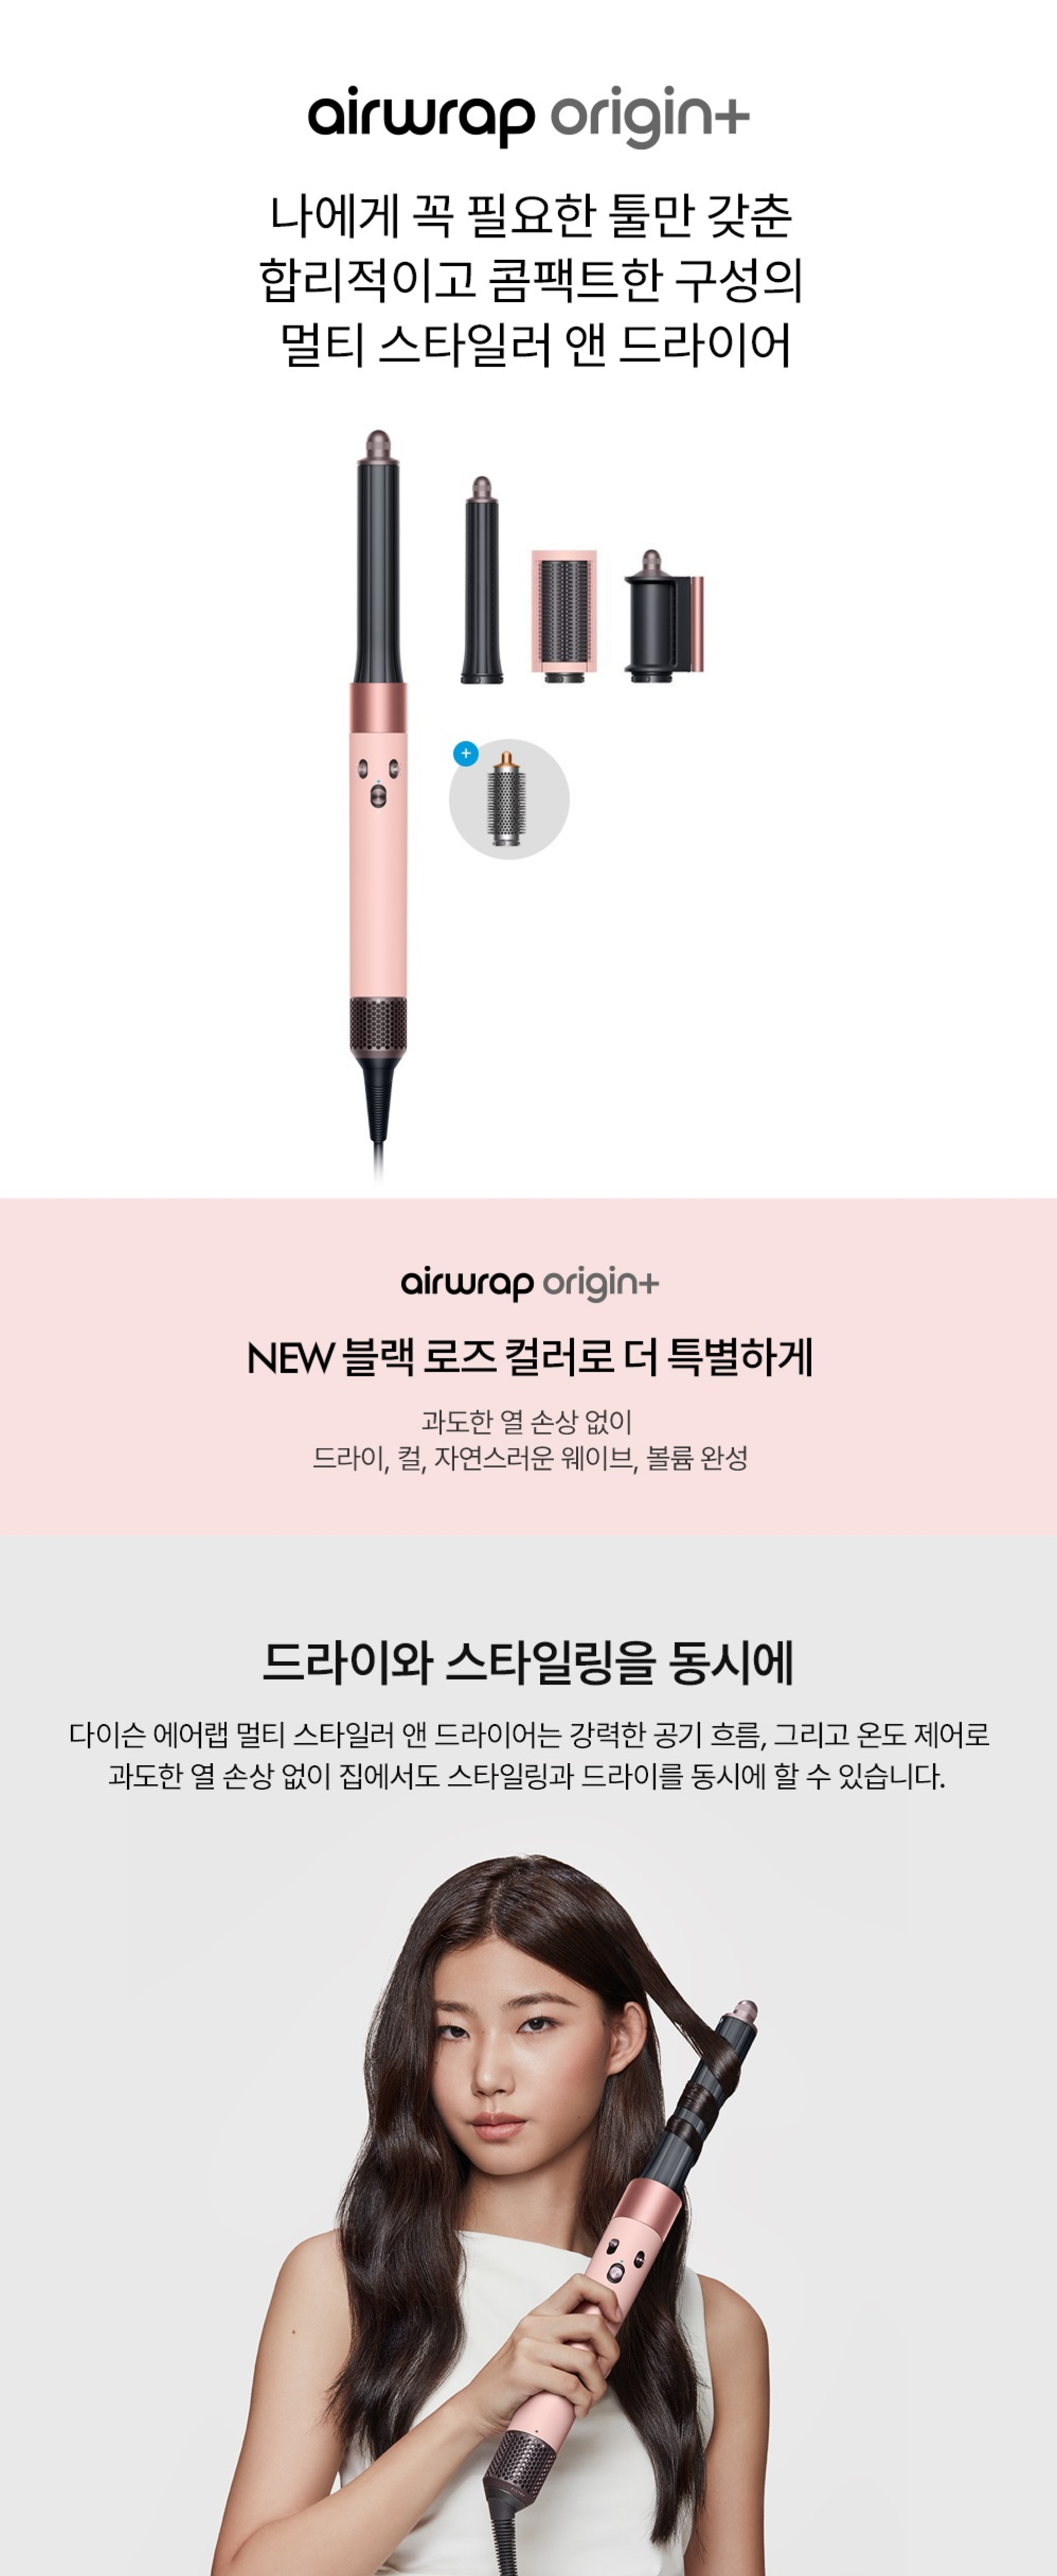 airwrap origin+
나에게 꼭 필요한 툴만 갖춘
합리적이고 콤팩트한 구성의
멀티 스타일러 앤 드라이어
+
airwrap origin+
NEW 블랙 로즈 컬러로 더 특별하게
과도한 열 손상 없이
드라이, 컬, 자연스러운 웨이브, 볼륨 완성
드라이와 스타일링을 동시에
다이슨 에어랩 멀티 스타일러 앤 드라이어는 강력한 공기 흐름, 그리고 온도 제어로
과도한 열 손상 없이 집에서도 스타일링과 드라이를 동시에 할 수 있습니다.